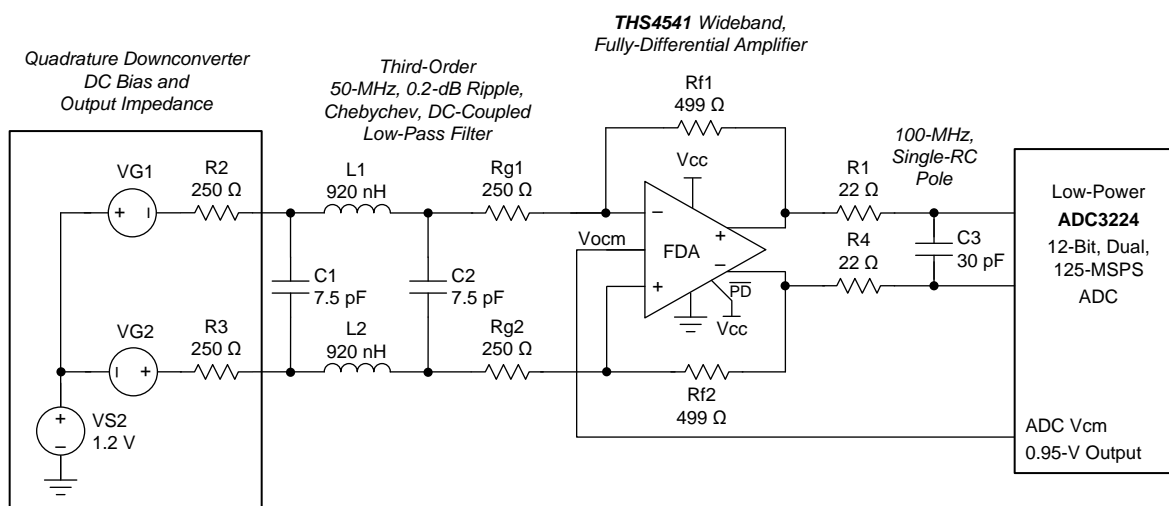 THS4541 Wideband,
Fully-Differential Amplifier
Quadrature Downconverter
DC Bias and
Output Impedance
Third-Order
50-MHz, 0.2-dB Ripple,
Chebychev, DC-Coupled
Low-Pass Filter
Rf1
499 Ω
100-MHz,
Single-RC
Pole
VG1
+
–
R2
250 Ω
L1
920 nH
Rg1
250 Ω
Vcc
R1
22 Ω
Low-Power
ADC3224
12-Bit, Dual,
125-MSPS
ADC
–
+
Vocm
FDA
–
+
R4
22 Ω
C3
30 pF
C1
7.5 pF
C2
7.5 pF
PD
Vcc
VG2
–
+
R3
250 Ω
L2
920 nH
Rg2
250 Ω
Rf2
499 Ω
+
–
VS2
1.2 V
ADC Vcm
0.95-V Output